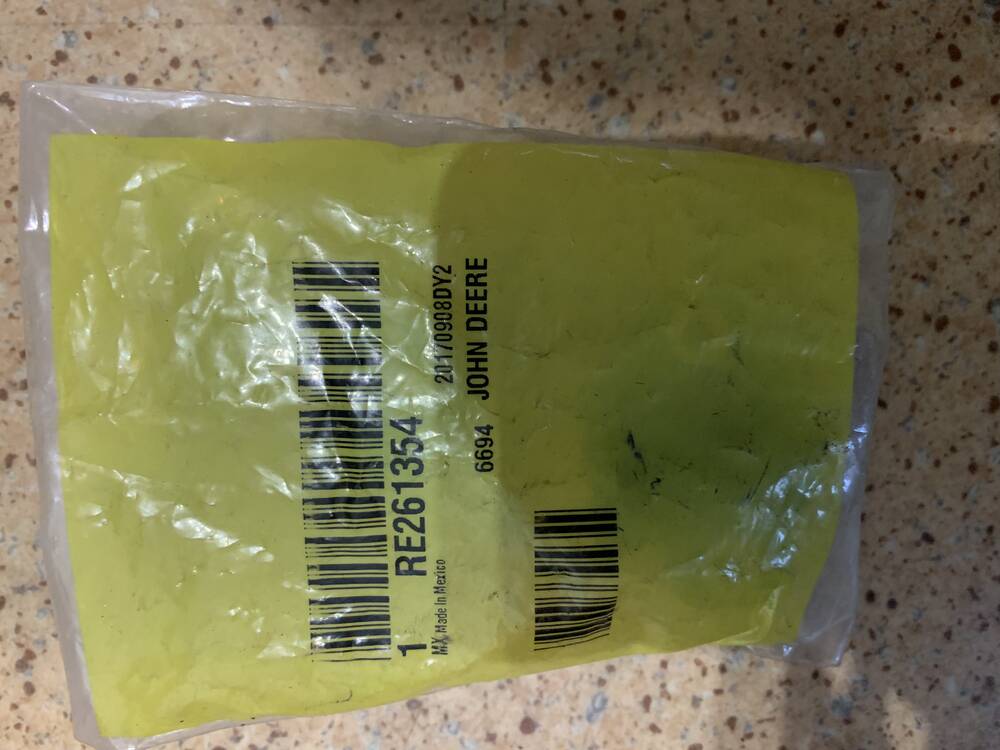 1 RE261354
MX Made In Mexico 20170908DY2
6694 JOHN DEERE